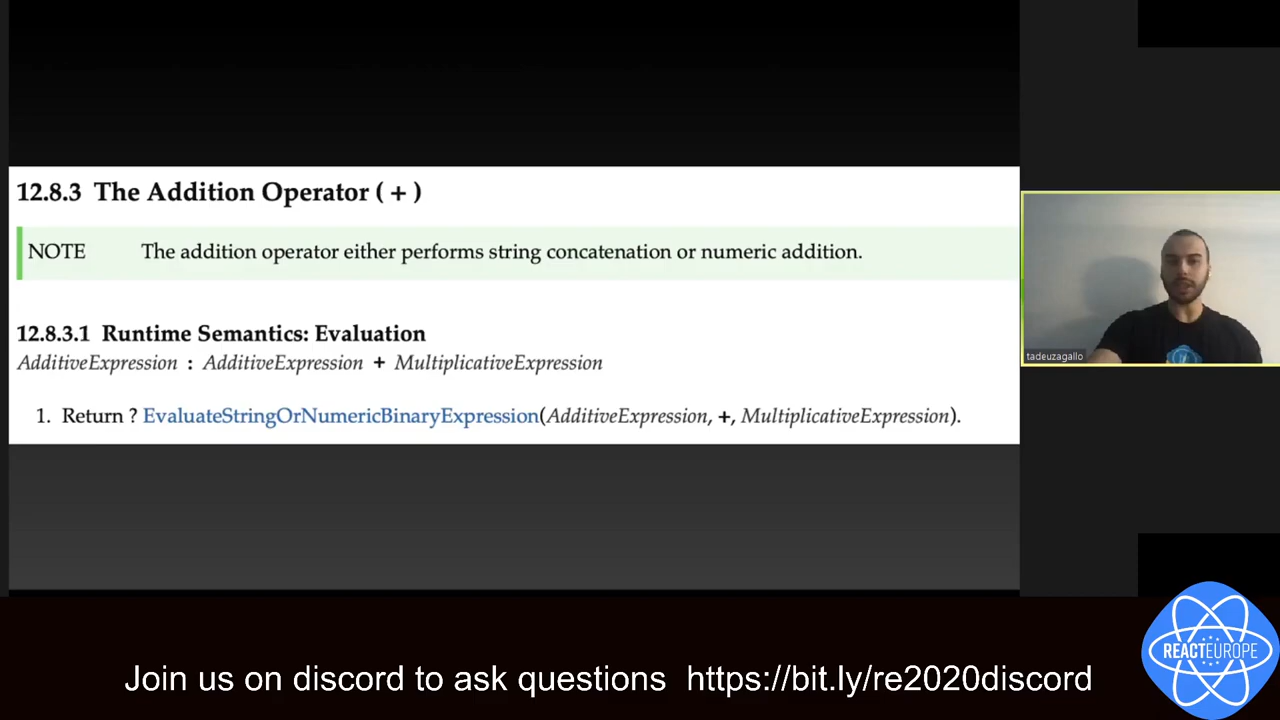 12.8.3 The Addition Operator ( + )
NOTE The addition operator either performs string concatenation or numeric addition.
12.8.3.1 Runtime Semantics: Evaluation
AdditiveExpression : AdditiveExpression + MultiplicativeExpression
1. Return ? EvaluateStringOrNumericBinaryExpression(AdditiveExpression, +, MultiplicativeExpression).
tadeuzagallo
REACTEUROPE
Join us on discord to ask questions https://bit.ly/re2020discord